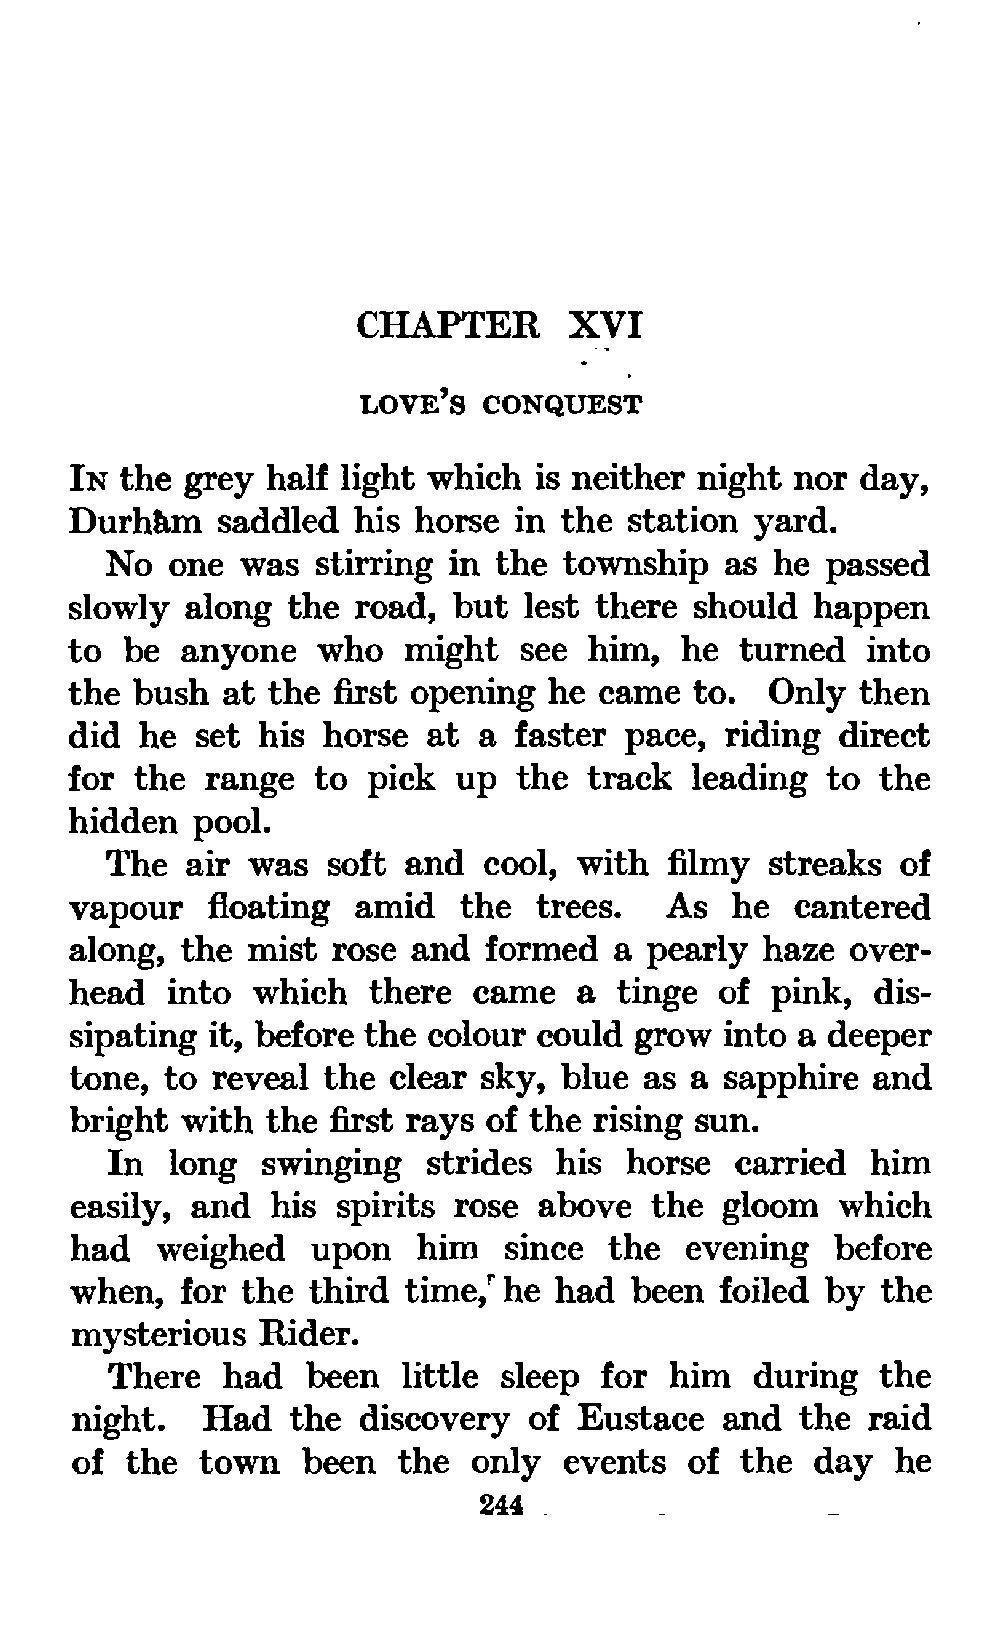 CHAPTER XVI
LOVE'S CONQUEST
IN the grey half light which is neither night nor day,
Durham saddled his horse in the station yard.
No one was stirring in the township as he passed
slowly along the road, but lest there should happen
to be anyone who might see him, he turned into
the bush at the first opening he came to. Only then
did he set his horse at a faster pace, riding direct
for the range to pick up the track leading to the
hidden pool.
The air was soft and cool, with filmy streaks of
vapour floating amid the trees. As he cantered
along, the mist rose and formed a pearly haze over-
head into which there came a tinge of pink, dis-
sipating it, before the colour could grow into a deeper
tone, to reveal the clear sky, blue as a sapphire and
bright with the first rays of the rising sun.
In long swinging strides his horse carried him
easily, and his spirits rose above the gloom which
had weighed upon him since the evening before
when, for the third time, he had been foiled by the
mysterious Rider.
There had been little sleep for him during the
night. Had the discovery of Eustace and the raid
of the town been the only events of the day he
244